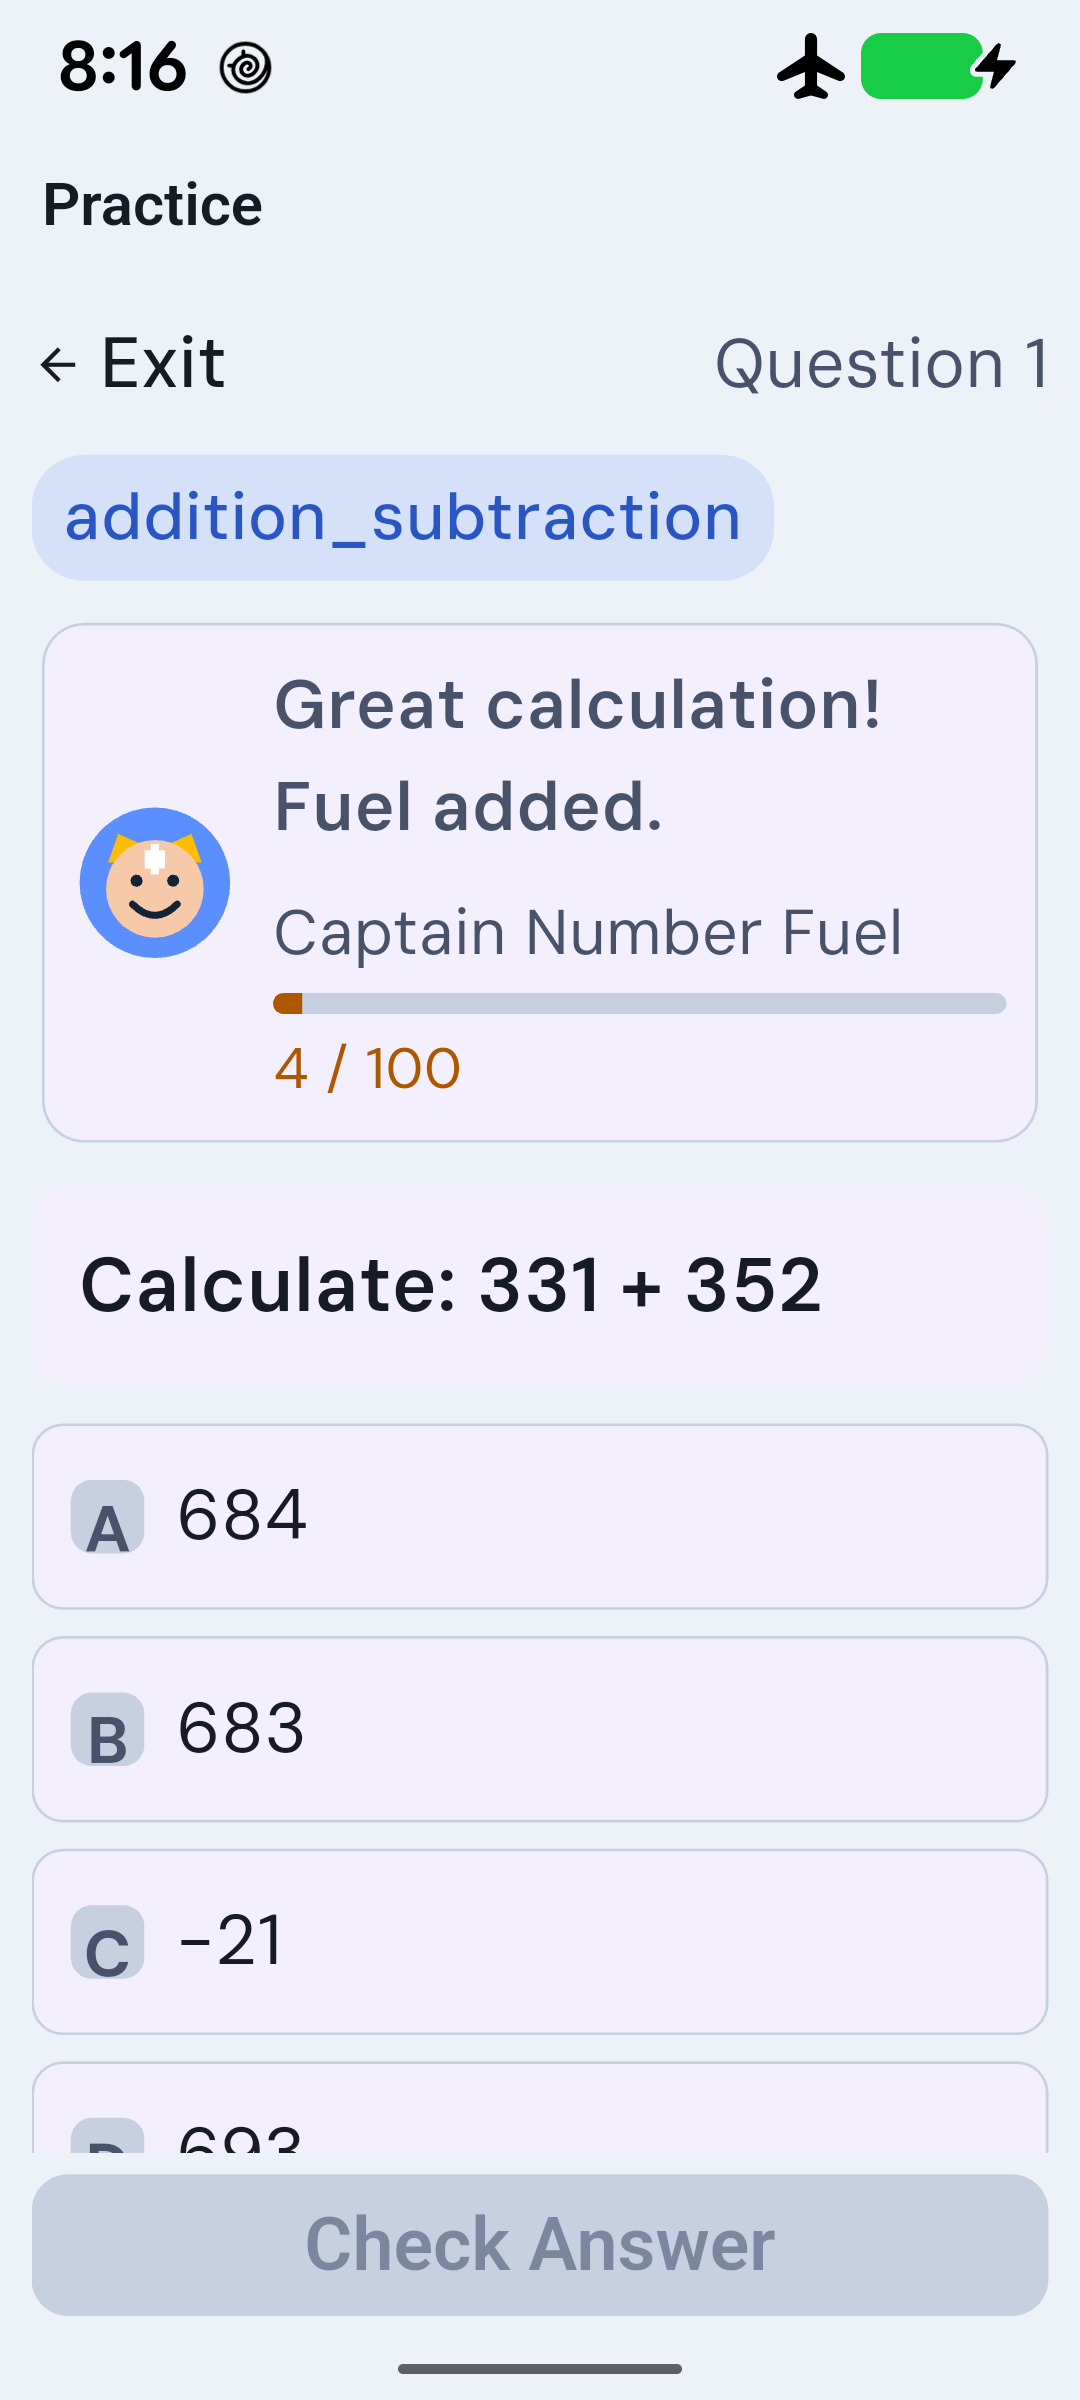 8:16
Practice
← Exit
Question 1
addition_subtraction
Great calculation!
Fuel added.
Captain Number Fuel
4 / 100
Calculate: 331 + 352
A 684
B 683
C -21
D 693
Check Answer